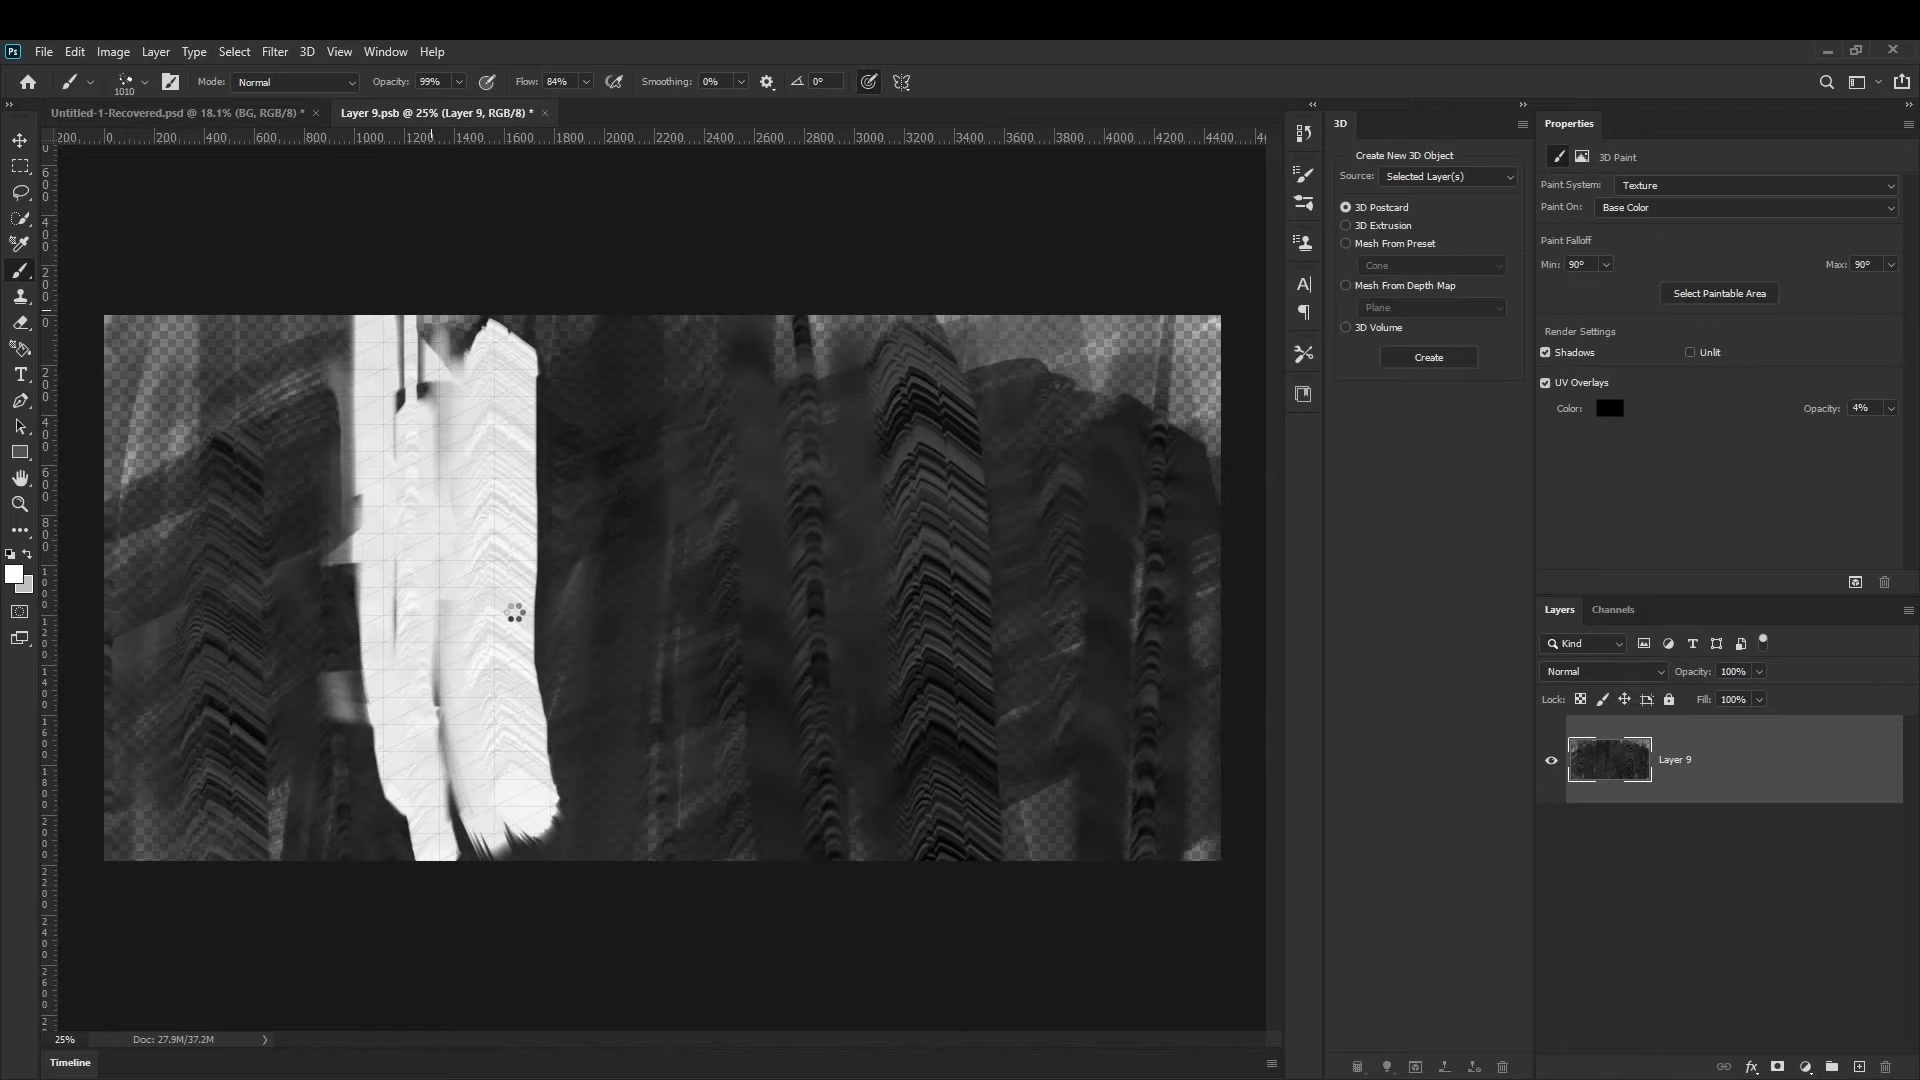 Ps File Edit Image Layer Type Select Filter 3D View Window Help
1010 Mode: Normal Opacity: 99% Flow: 84% Smoothing: 0% 0°
Untitled-1-Recovered.psd @ 18.1% (BG, RGB/8) * × Layer 9.psb @ 25% (Layer 9, RGB/8) * ×
200 0 200 400 600 800 1000 1200 1400 1600 1800 2000 2200 2400 2600 2800 3000 3200 3400 3600 3800 4000 4200 4400
3D
Create New 3D Object
Source: Selected Layer(s)
3D Postcard
3D Extrusion
Mesh From Preset
Cone
Mesh From Depth Map
Plane
3D Volume
Create
Properties
3D Paint
Paint System: Texture
Paint On: Base Color
Paint Falloff
Min: 90° Max: 90°
Select Paintable Area
Render Settings
Shadows Unlit
UV Overlays
Color: Opacity: 4%
Layers Channels
Kind
Normal Opacity: 100%
Lock: Fill: 100%
Layer 9
25% Doc: 27.9M/37.2M
Timeline